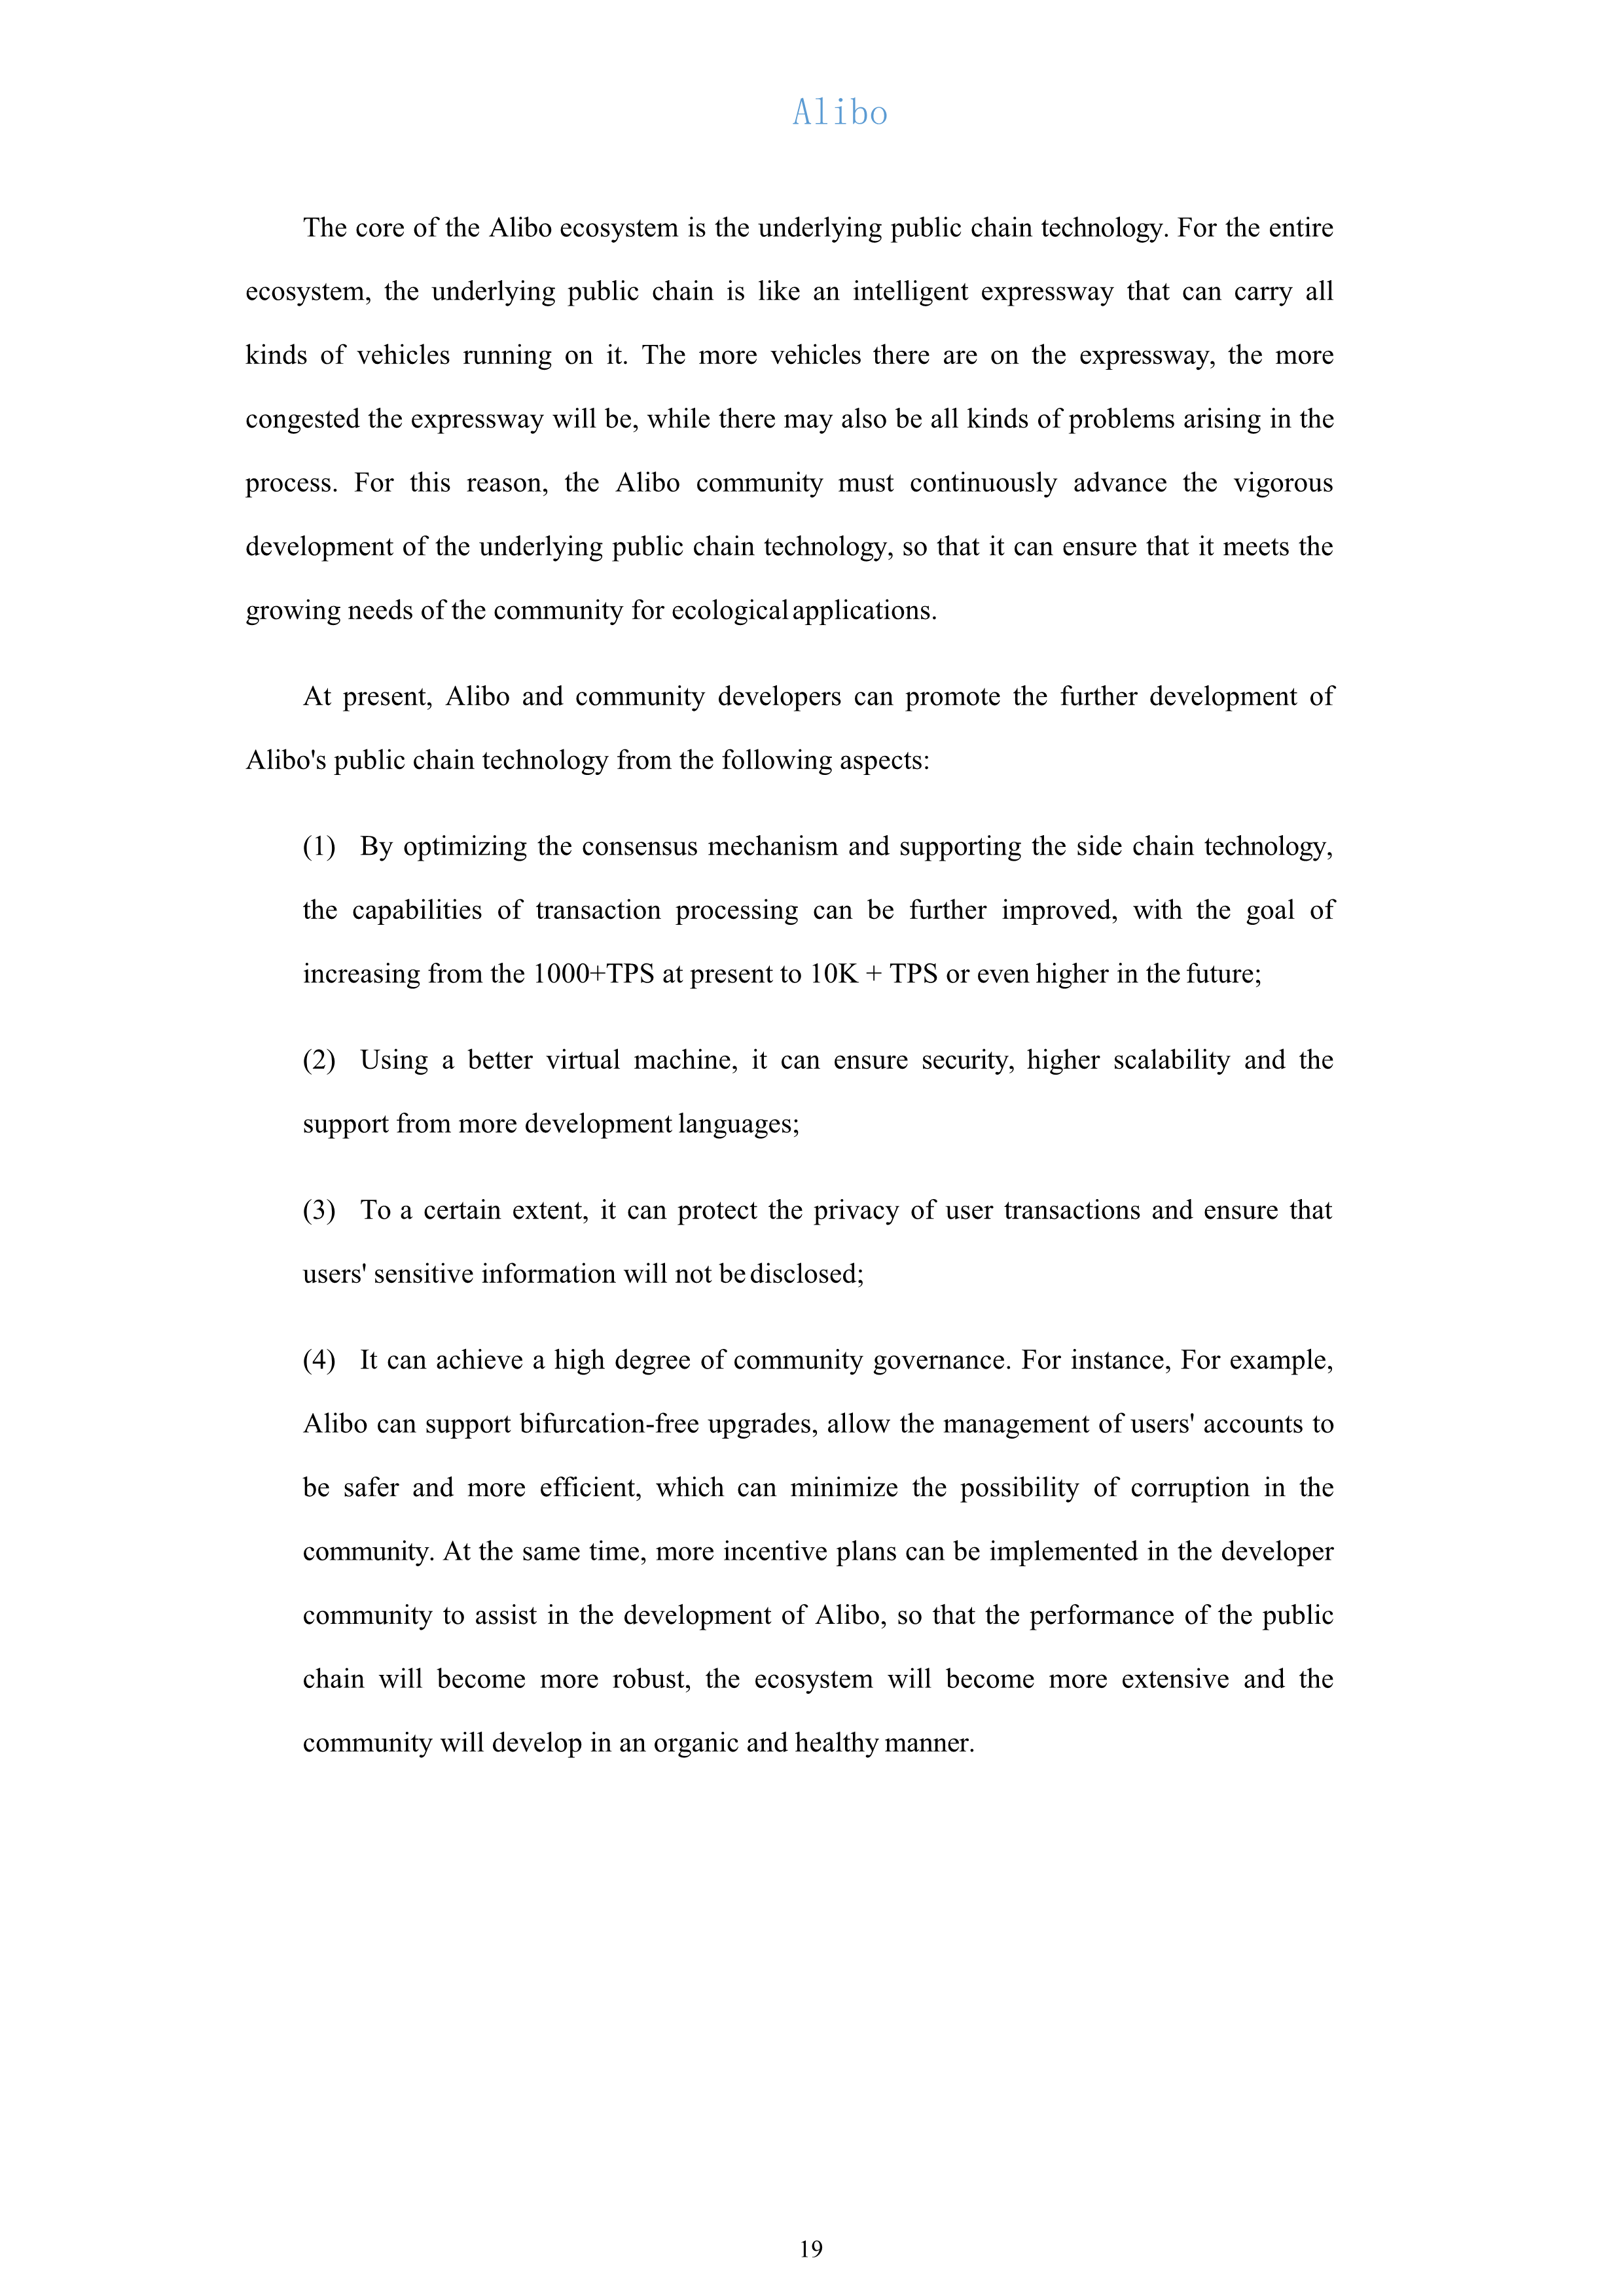 Alibo
The core of the Alibo ecosystem is the underlying public chain technology. For the entire
ecosystem, the underlying public chain is like an intelligent expressway that can carry all
kinds of vehicles running on it. The more vehicles there are on the expressway, the more
congested the expressway will be, while there may also be all kinds of problems arising in the
process. For this reason, the Alibo community must continuously advance the vigorous
development of the underlying public chain technology, so that it can ensure that it meets the
growing needs of the community for ecological applications.
At present, Alibo and community developers can promote the further development of
Alibo's public chain technology from the following aspects:
(1) By optimizing the consensus mechanism and supporting the side chain technology,
the capabilities of transaction processing can be further improved, with the goal of
increasing from the 1000+TPS at present to 10K + TPS or even higher in the future;
(2) Using a better virtual machine, it can ensure security, higher scalability and the
support from more development languages;
(3) To a certain extent, it can protect the privacy of user transactions and ensure that
users' sensitive information will not be disclosed;
(4) It can achieve a high degree of community governance. For instance, For example,
Alibo can support bifurcation-free upgrades, allow the management of users' accounts to
be safer and more efficient, which can minimize the possibility of corruption in the
community. At the same time, more incentive plans can be implemented in the developer
community to assist in the development of Alibo, so that the performance of the public
chain will become more robust, the ecosystem will become more extensive and the
community will develop in an organic and healthy manner.
19